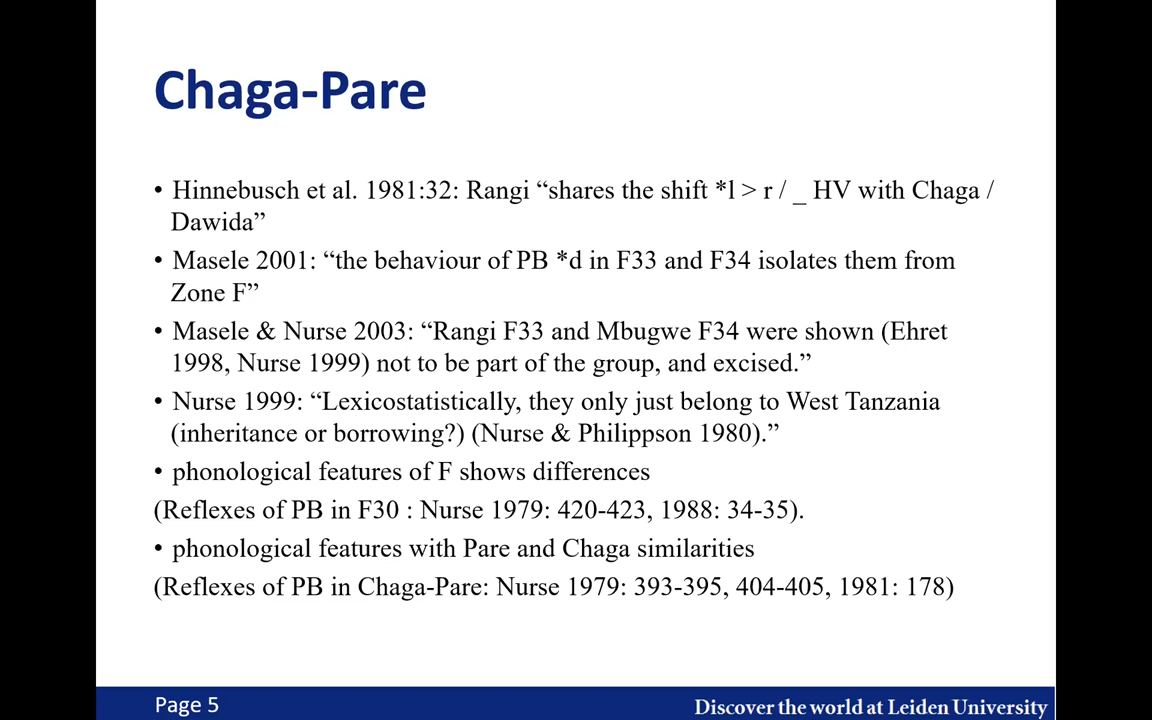 Chaga-Pare
• Hinnebusch et al. 1981:32: Rangi “shares the shift *l > r / _ HV with Chaga /
Dawida”
• Masele 2001: “the behaviour of PB *d in F33 and F34 isolates them from
Zone F”
• Masele & Nurse 2003: “Rangi F33 and Mbugwe F34 were shown (Ehret
1998, Nurse 1999) not to be part of the group, and excised.”
• Nurse 1999: “Lexicostatistically, they only just belong to West Tanzania
(inheritance or borrowing?) (Nurse & Philippson 1980).”
• phonological features of F shows differences
(Reflexes of PB in F30 : Nurse 1979: 420-423, 1988: 34-35).
• phonological features with Pare and Chaga similarities
(Reflexes of PB in Chaga-Pare: Nurse 1979: 393-395, 404-405, 1981: 178)
Page 5
Discover the world at Leiden University